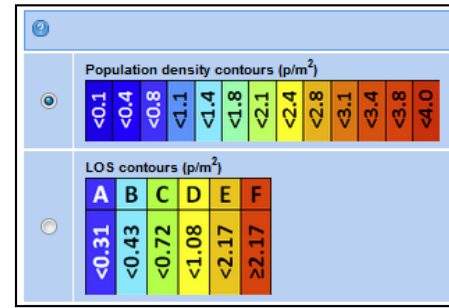 ?
Population density contours (p/m²)
<0.1 <0.4 <0.8 <1.1 <1.4 <1.8 <2.1 <2.4 <2.8 <3.1 <3.4 <3.8 <4.0
LOS contours (p/m²)
A B C D E F
<0.31 <0.43 <0.72 <1.08 <2.17 ≥2.17